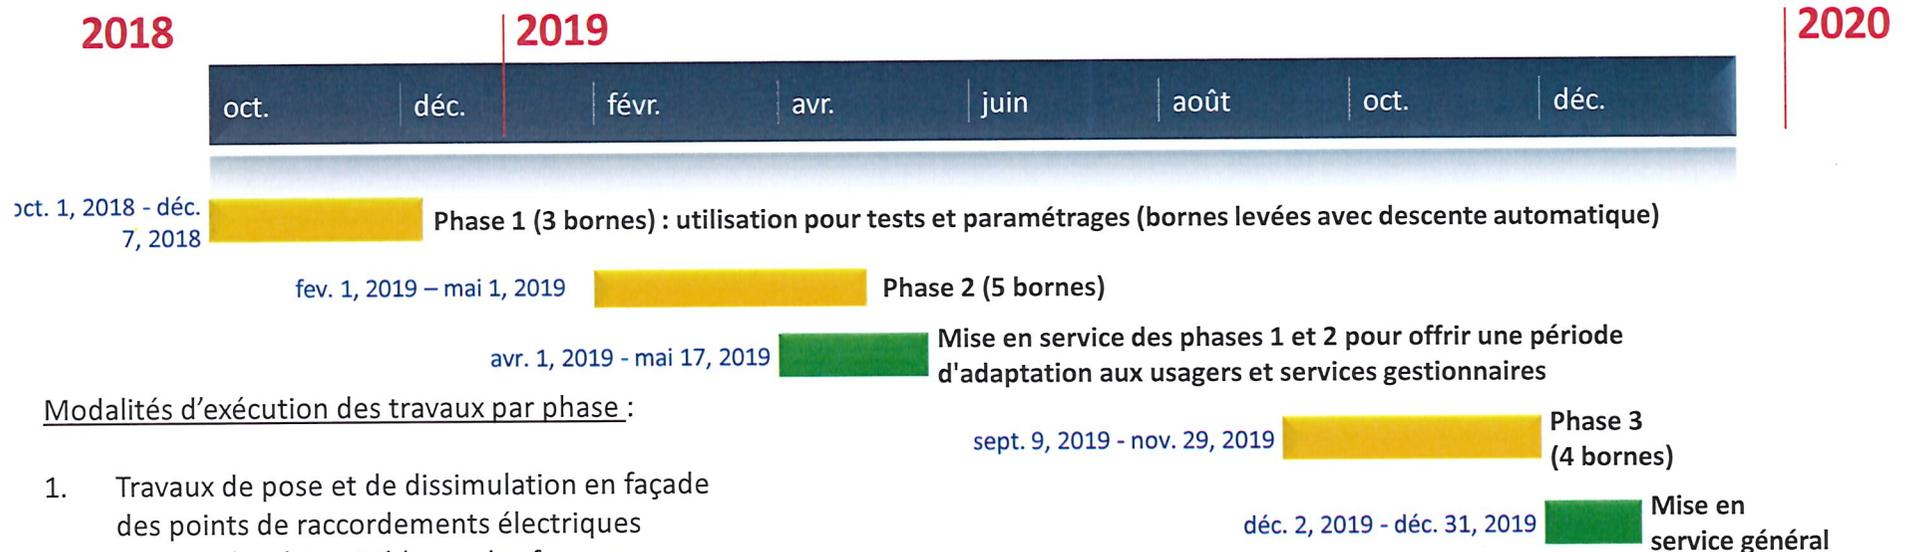 2018
2019
2020
oct.
déc.
févr.
avr.
juin
août
oct.
déc.
oct. 1, 2018 - déc.
7, 2018
Phase 1 (3 bornes) : utilisation pour tests et paramétrages (bornes levées avec descente automatique)
fev. 1, 2019 – mai 1, 2019
Phase 2 (5 bornes)
avr. 1, 2019 - mai 17, 2019
Mise en service des phases 1 et 2 pour offrir une période
d'adaptation aux usagers et services gestionnaires
Modalités d’exécution des travaux par phase :
sept. 9, 2019 - nov. 29, 2019
Phase 3
(4 bornes)
1. Travaux de pose et de dissimulation en façade
des points de raccordements électriques
déc. 2, 2019 - déc. 31, 2019
Mise en
service général